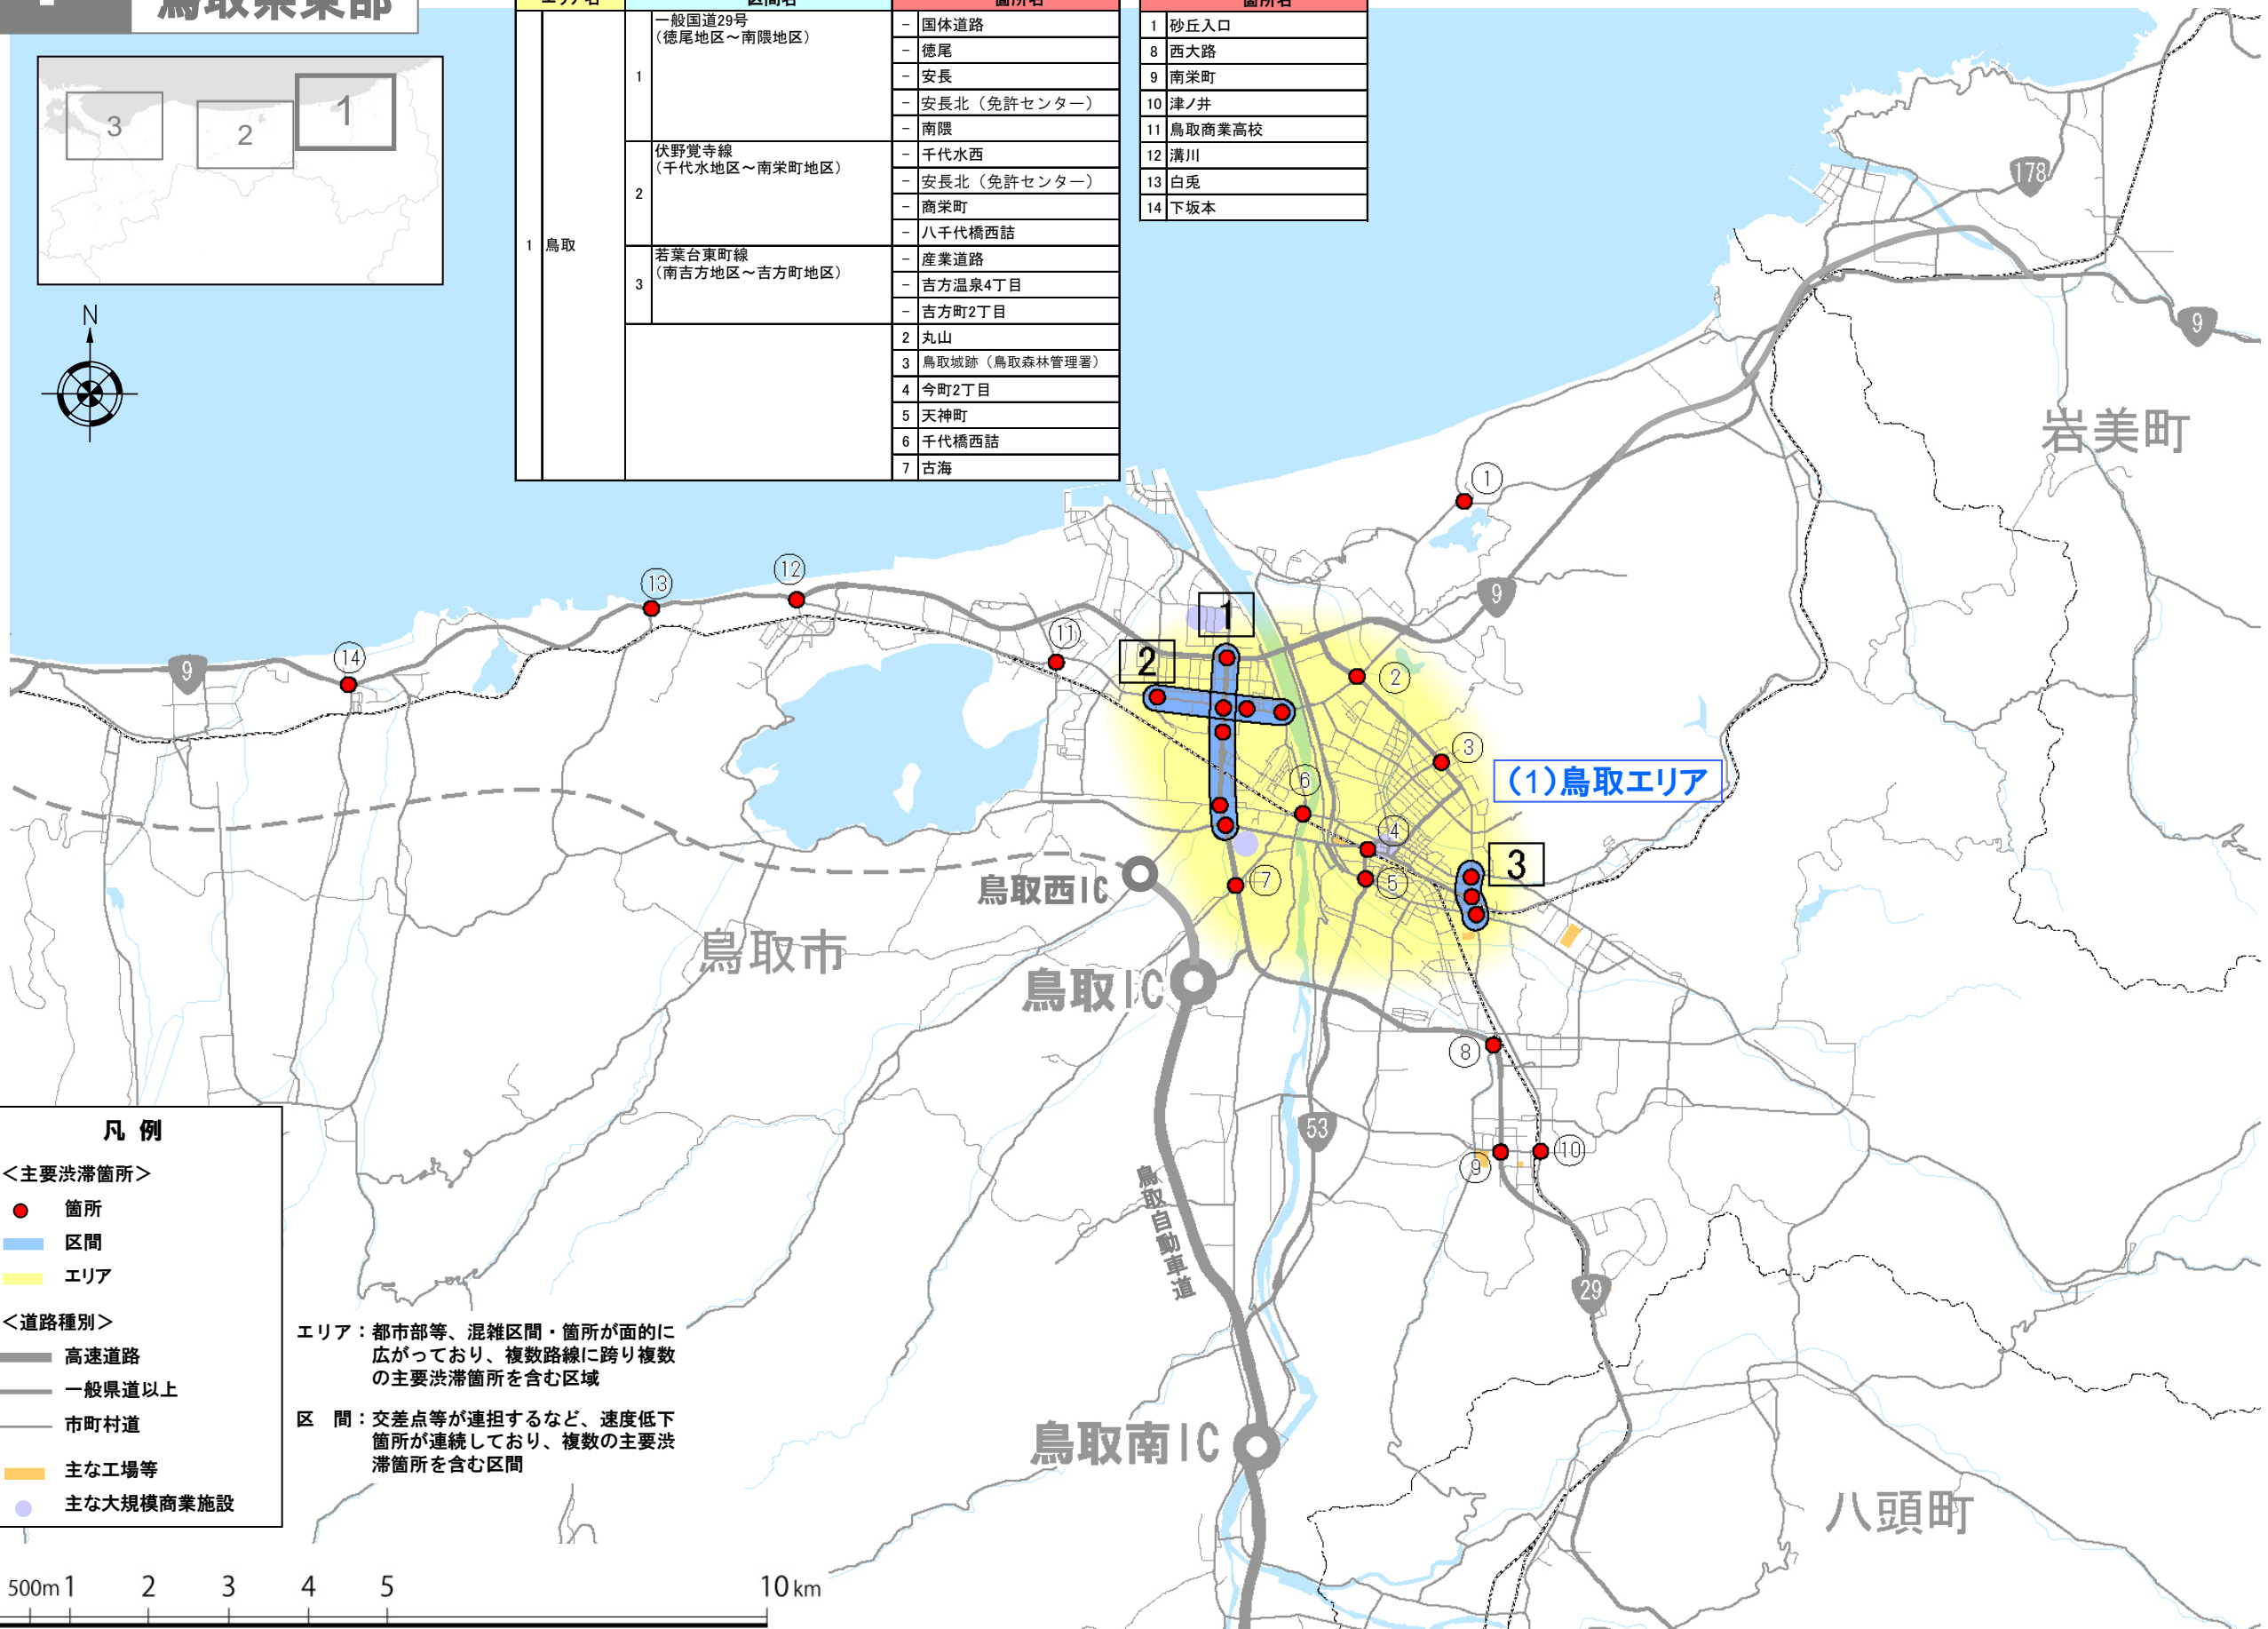 鳥取県東部
エリア名 区間名 箇所名
1 鳥取
1 一般国道29号
(徳尾地区~南隈地区)
- 国体道路
- 徳尾
- 安長
- 安長北(免許センター)
- 南隈
2 伏野覚寺線
(千代水地区~南栄町地区)
- 千代水西
- 安長北(免許センター)
- 商栄町
- 八千代橋西詰
3 若葉台東町線
(南吉方地区~吉方町地区)
- 産業道路
- 吉方温泉4丁目
- 吉方町2丁目
2 丸山
3 鳥取城跡(鳥取森林管理署)
4 今町2丁目
5 天神町
6 千代橋西詰
7 古海
箇所名
1 砂丘入口
8 西大路
9 南栄町
10 津ノ井
11 鳥取商業高校
12 溝川
13 白兎
14 下坂本
3
2
1
N
178
9
岩美町
①
9
⑫
⑬
⑪
1
2
⑭
9
②
③
(1)鳥取エリア
⑥
④
3
⑤
⑦
鳥取西IC
鳥取市
鳥取IC
⑧
53
⑨
⑩
鳥取自動車道
29
鳥取南IC
八頭町
凡 例
<主要渋滞箇所>
箇所
区間
エリア
<道路種別>
高速道路
一般県道以上
市町村道
主な工場等
主な大規模商業施設
エリア:都市部等、混雑区間・箇所が面的に
広がっており、複数路線に跨り複数
の主要渋滞箇所を含む区域
区 間:交差点等が連担するなど、速度低下
箇所が連続しており、複数の主要渋
滞箇所を含む区間
500m 1 2 3 4 5 10km